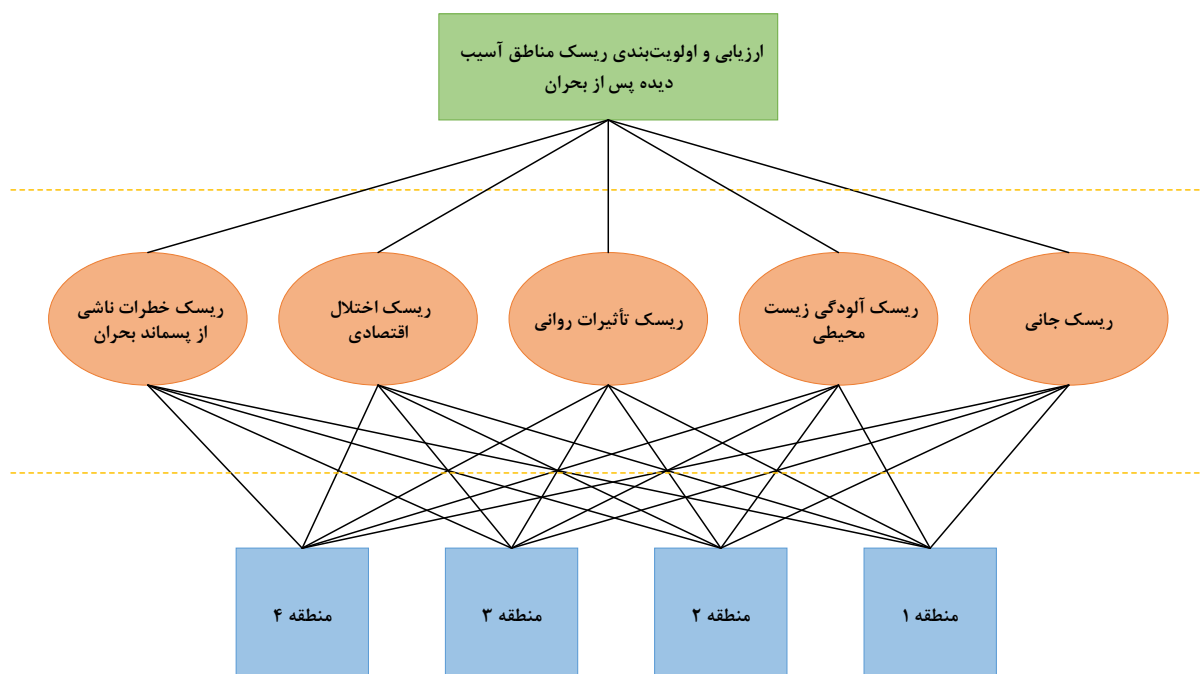 ارزیابی و اولویت‌بندی ریسک مناطق آسیب
دیده پس از بحران
ریسک جانی
ریسک آلودگی زیست
محیطی
ریسک تأثیرات روانی
ریسک اختلال
اقتصادی
ریسک خطرات ناشی
از پسماند بحران
منطقه ۱
منطقه ۲
منطقه ۳
منطقه ۴